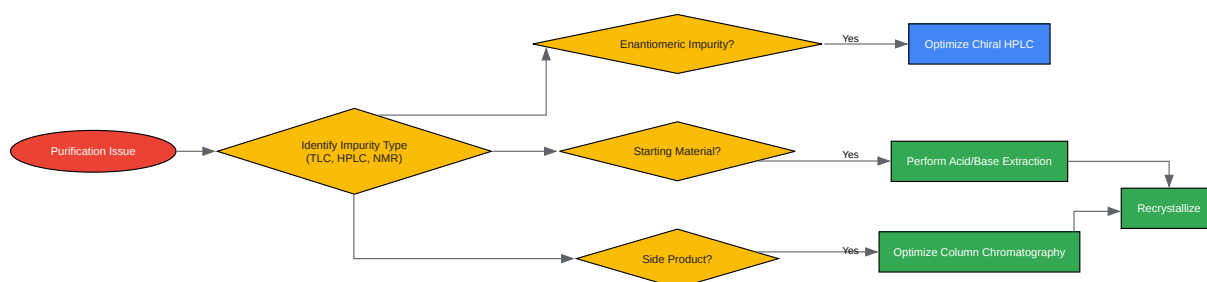 Enantiomeric Impurity?
Yes
Optimize Chiral HPLC
Purification Issue
Identify Impurity Type
(TLC, HPLC, NMR)
Starting Material?
Yes
Perform Acid/Base Extraction
Recrystallize
Side Product?
Yes
Optimize Column Chromatography